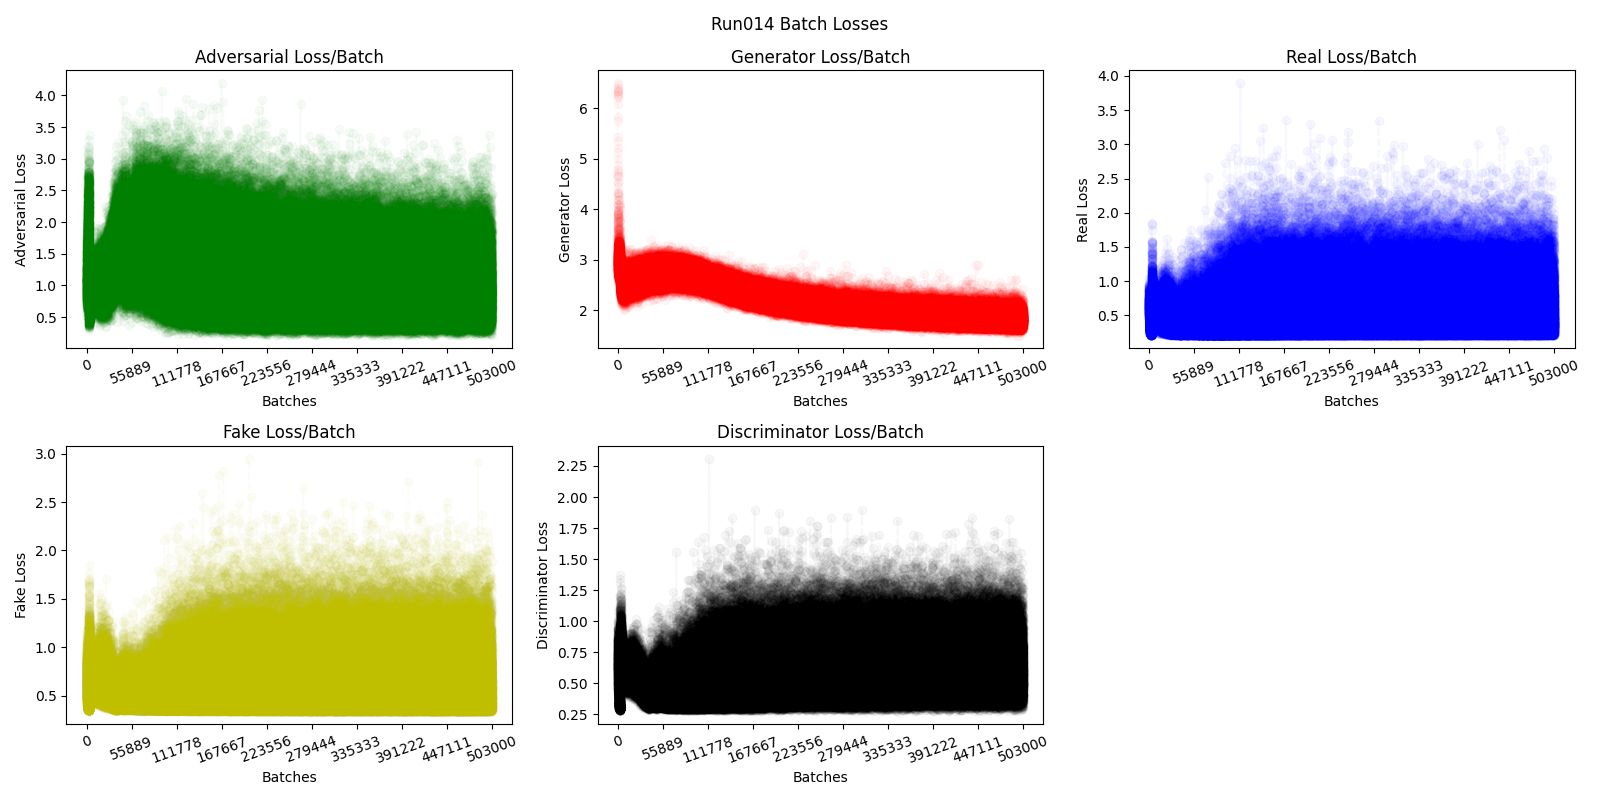 Run014 Batch Losses
Adversarial Loss/Batch
Adversarial Loss
4.0
3.5
3.0
2.5
2.0
1.5
1.0
0.5
0 55889 111778 167667 223556 279444 335333 391222 447111 503000
Batches
Generator Loss/Batch
Generator Loss
6
5
4
3
2
0 55889 111778 167667 223556 279444 335333 391222 447111 503000
Batches
Real Loss/Batch
Real Loss
4.0
3.5
3.0
2.5
2.0
1.5
1.0
0.5
0 55889 111778 167667 223556 279444 335333 391222 447111 503000
Batches
Fake Loss/Batch
Fake Loss
3.0
2.5
2.0
1.5
1.0
0.5
0 55889 111778 167667 223556 279444 335333 391222 447111 503000
Batches
Discriminator Loss/Batch
Discriminator Loss
2.25
2.00
1.75
1.50
1.25
1.00
0.75
0.50
0.25
0 55889 111778 167667 223556 279444 335333 391222 447111 503000
Batches